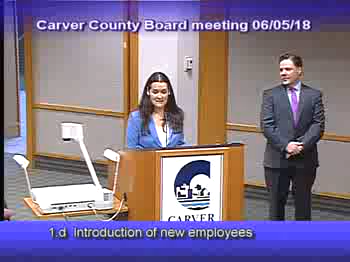 Carver County Board meeting 06/05/18
CARVER
1.d Introduction of new employees